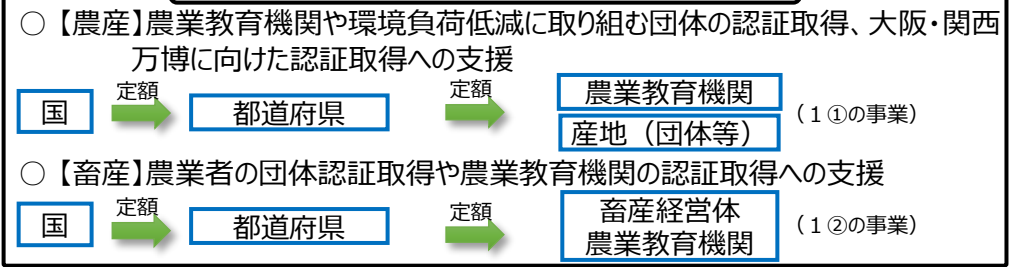 ○【農産】農業教育機関や環境負荷低減に取り組む団体の認証取得、大阪・関西
万博に向けた認証取得への支援
国 定額 都道府県 定額 農業教育機関 (1①の事業)
産地(団体等)
○【畜産】農業者の団体認証取得や農業教育機関の認証取得への支援
国 定額 都道府県 定額 畜産経営体 (1②の事業)
農業教育機関